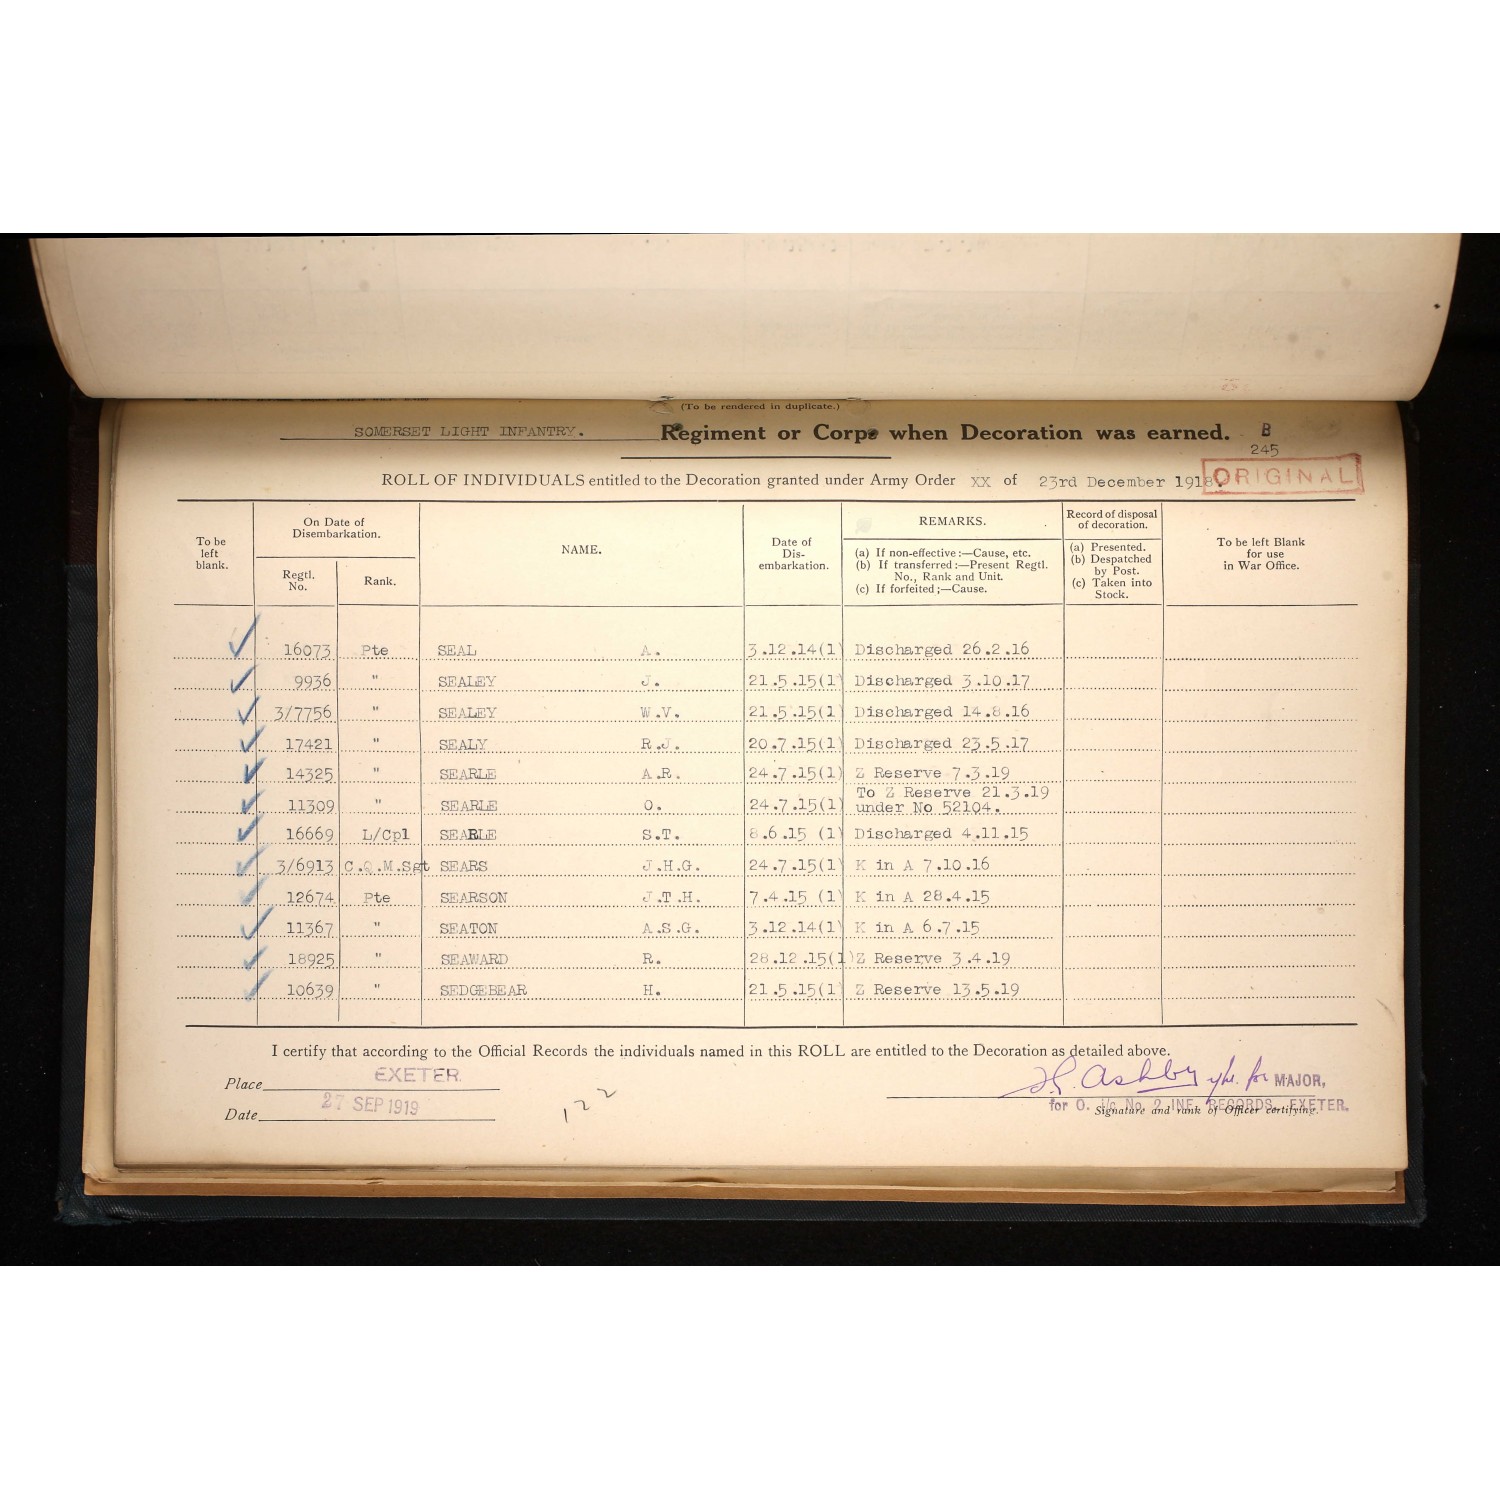 (To be rendered in duplicate.)
SOMERSET LIGHT INFANTRY. Regiment or Corps when Decoration was earned. B
245
ROLL OF INDIVIDUALS entitled to the Decoration granted under Army Order XX of 23rd December 1918.
ORIGINAL
To be left blank.
On Date of Disembarkation.
Regtl. No.
Rank.
NAME.
Date of Dis-embarkation.
REMARKS.
(a) If non-effective:—Cause, etc.
(b) If transferred:—Present Regtl. No., Rank and Unit.
(c) If forfeited;—Cause.
Record of disposal of decoration.
(a) Presented.
(b) Despatched by Post.
(c) Taken into Stock.
To be left Blank for use in War Office.
16073 Pte SEAL A. 3.12.14(1) Discharged 26.2.16
9936 " SEALEY J. 21.5.15(1) Discharged 3.10.17
3/7756 " SEALEY W.V. 21.5.15(1) Discharged 14.8.16
17421 " SEALY R.J. 20.7.15(1) Discharged 23.5.17
14325 " SEARLE A.R. 24.7.15(1) Z Reserve 7.3.19
11309 " SEARLE O. 24.7.15(1) To Z Reserve 21.3.19
under No 52104.
16669 L/Cpl SEARLE S.T. 8.6.15 (1) Discharged 4.11.15
3/6913 C.Q.M.Sgt SEARS J.H.G. 24.7.15(1) K in A 7.10.16
12674 Pte SEARSON J.T.H. 7.4.15 (1) K in A 28.4.15
11367 " SEATON A.S.G. 3.12.14(1) K in A 6.7.15
18925 " SEAWARD R. 28.12.15(1) Z Reserve 3.4.19
10639 " SEDGEBEAR H. 21.5.15(1) Z Reserve 13.5.19
I certify that according to the Official Records the individuals named in this ROLL are entitled to the Decoration as detailed above.
Place EXETER.
Ashby for MAJOR,
for O. i/c No. 2 INF. RECORDS, EXETER.
Signature and rank of Officer certifying.
Date 27 SEP 1919
122